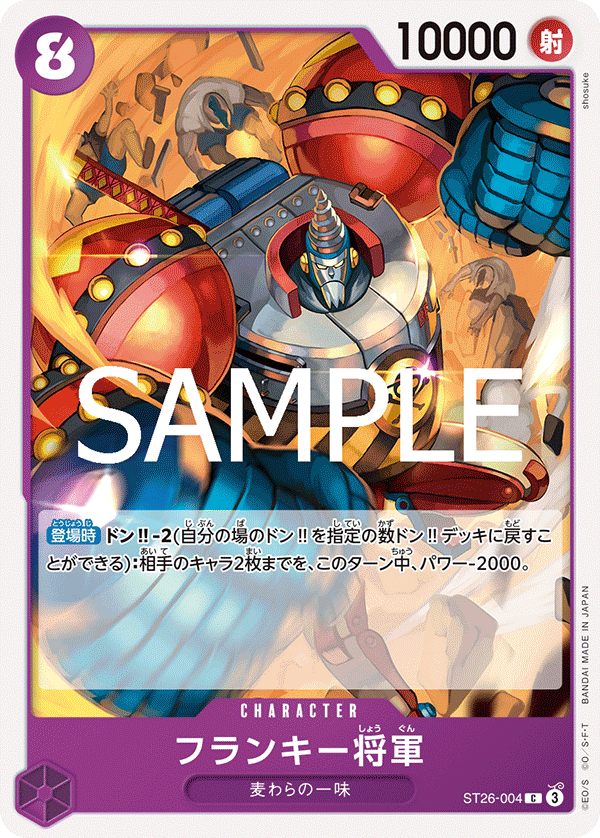 8
10000
射
shosuke
SAMPLE
登場時 ドン!!-2(自分の場のドン!!を指定の数ドン!!デッキに戻すこ
とができる):相手のキャラ2枚までを、このターン中、パワー-2000。
CHARACTER
フランキー将軍
麦わらの一味
ST26-004 C 3
©E.O/S ©O/S・F・T BANDAI MADE IN JAPAN